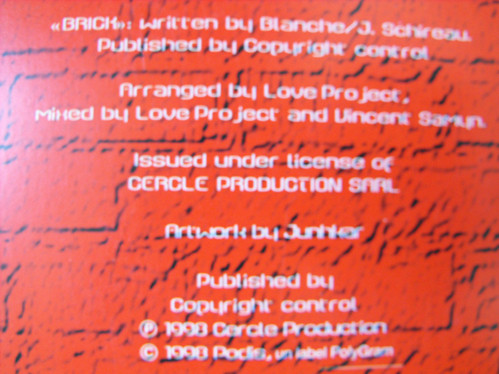 «BRICK»: written by Blanche/J. Schireau.
Published by Copyright control
Arranged by Love Project,
mixed by Love Project and Vincent Samyn.
Issued under license of
CERCLE PRODUCTION SARL
Artwork by Junhkar
Published by
Copyright control
℗ 1998 Cercle Production
© 1998 Podis, un label PolyGram